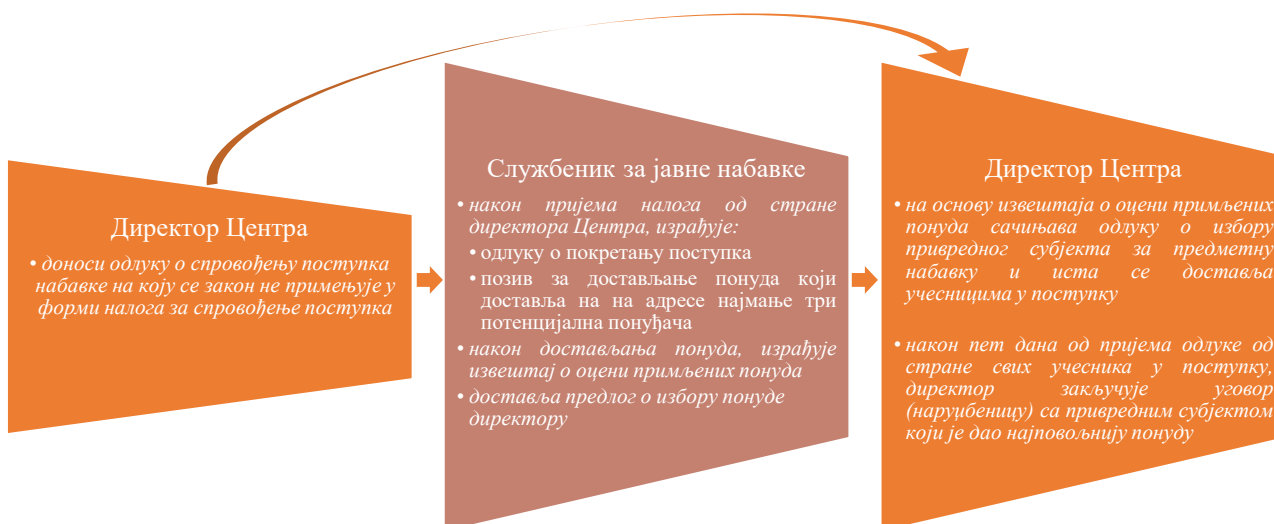 Директор Центра
• доноси одлуку о спровођењу поступка
набавке на коју се закон не примењује у
форми налога за спровођење поступка
Службеник за јавне набавке
• након пријема налога од стране
директора Центра, израђује:
• одлуку о покретању поступка
• позив за достављање понуда који
доставља на на адресе најмање три
потенцијална понуђача
• након достављања понуда, израђује
извештај о оцени примљених понуда
• доставља предлог о избору понуде
директору
Директор Центра
• на основу извештаја о оцени примљених
понуда сачињава одлуку о избору
привредног субјекта за предметну
набавку и иста се доставља
учесницима у поступку
• након пет дана од пријема одлуке од
стране свих учесника у поступку,
директор закључује уговор
(наруџбеницу) са привредним субјектом
који је дао најповољнију понуду